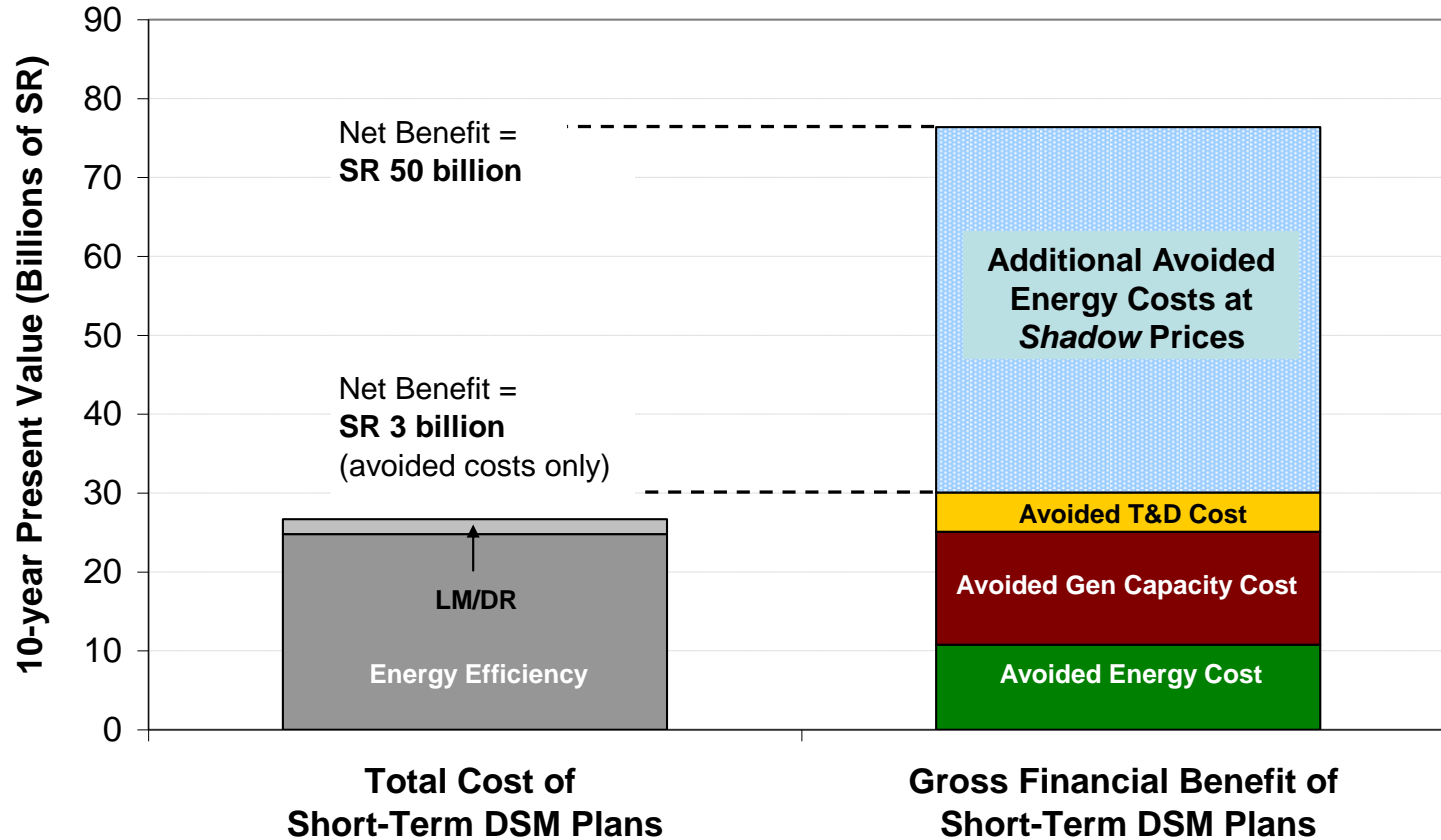 10-year Present Value (Billions of SR)
90
80
70
60
50
40
30
20
10
0
Net Benefit =
SR 50 billion
Net Benefit =
SR 3 billion
(avoided costs only)
LM/DR
Energy Efficiency
Additional Avoided
Energy Costs at
Shadow Prices
Avoided T&D Cost
Avoided Gen Capacity Cost
Avoided Energy Cost
Total Cost of
Short-Term DSM Plans
Gross Financial Benefit of
Short-Term DSM Plans